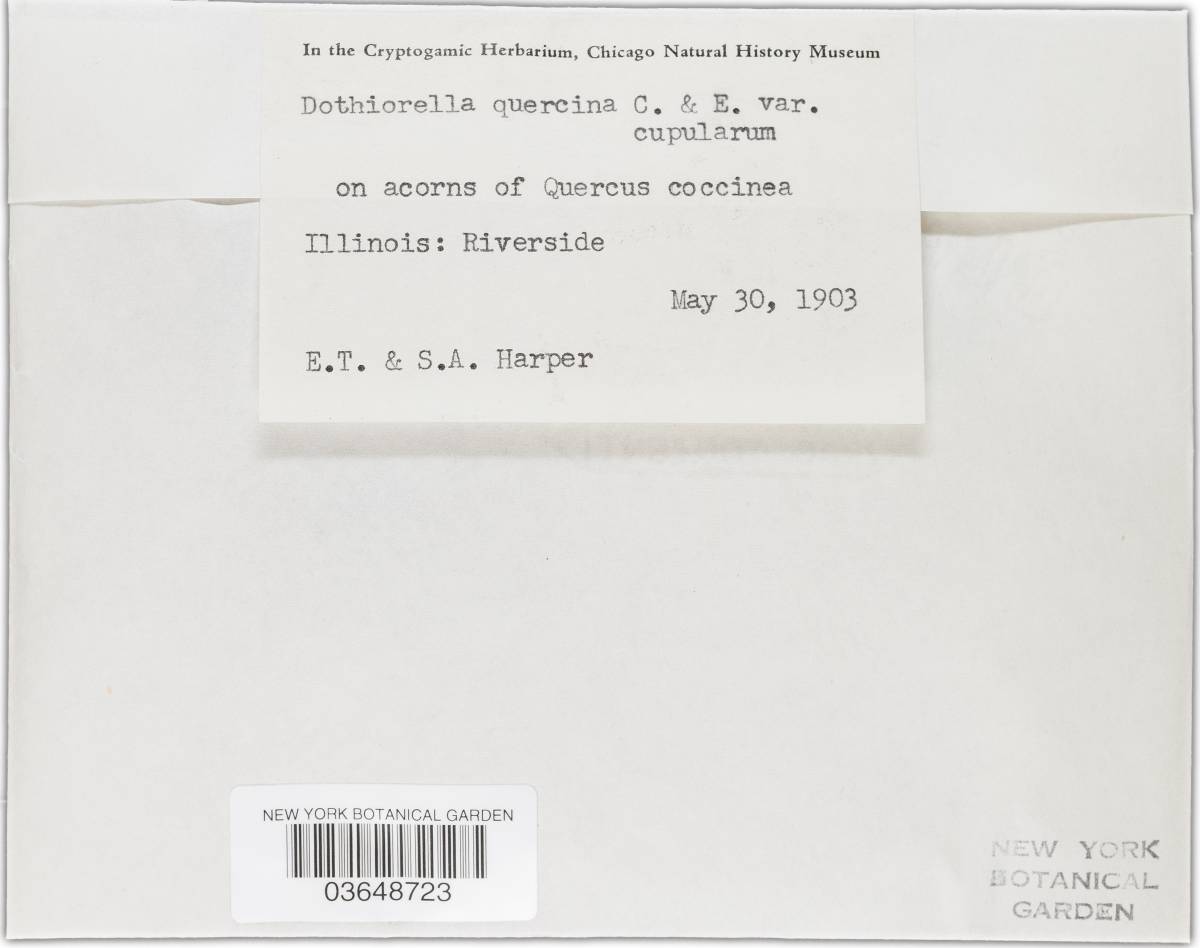 In the Cryptogamic Herbarium, Chicago Natural History Museum
Dothiorella quercina C. & E. var.
cupularum
on acorns of Quercus coccinea
Illinois: Riverside
May 30, 1903
E.T. & S.A. Harper
NEW YORK BOTANICAL GARDEN
03648723
NEW YORK
BOTANICAL
GARDEN